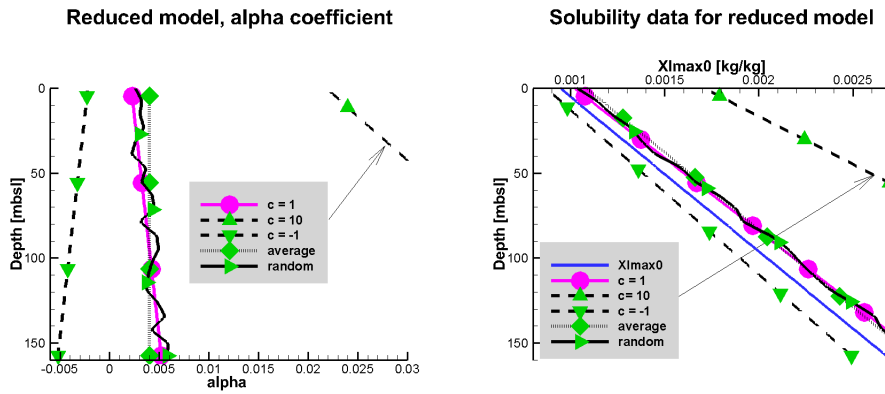 Reduced model, alpha coefficient
Depth [mbsl]
0
50
100
150
-0.005
0
0.005
0.01
0.015
0.02
0.025
0.03
alpha
c = 1
c = 10
c = -1
average
random
Solubility data for reduced model
XImax0 [kg/kg]
0.001
0.0015
0.002
0.0025
Depth [mbsl]
0
50
100
150
XImax0
c = 1
c= 10
c = -1
average
random